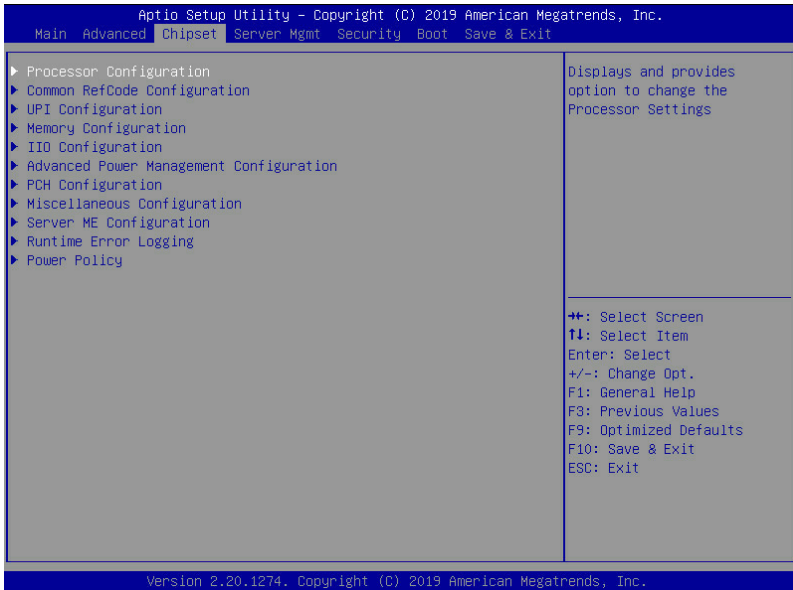 Aptio Setup Utility – Copyright (C) 2019 American Megatrends, Inc.
Main Advanced Chipset Server Mgmt Security Boot Save & Exit
Processor Configuration
Common RefCode Configuration
UPI Configuration
Memory Configuration
IIO Configuration
Advanced Power Management Configuration
PCH Configuration
Miscellaneous Configuration
Server ME Configuration
Runtime Error Logging
Power Policy
Displays and provides
option to change the
Processor Settings
→←: Select Screen
↑↓: Select Item
Enter: Select
+/-: Change Opt.
F1: General Help
F3: Previous Values
F9: Optimized Defaults
F10: Save & Exit
ESC: Exit
Version 2.20.1274. Copyright (C) 2019 American Megatrends, Inc.